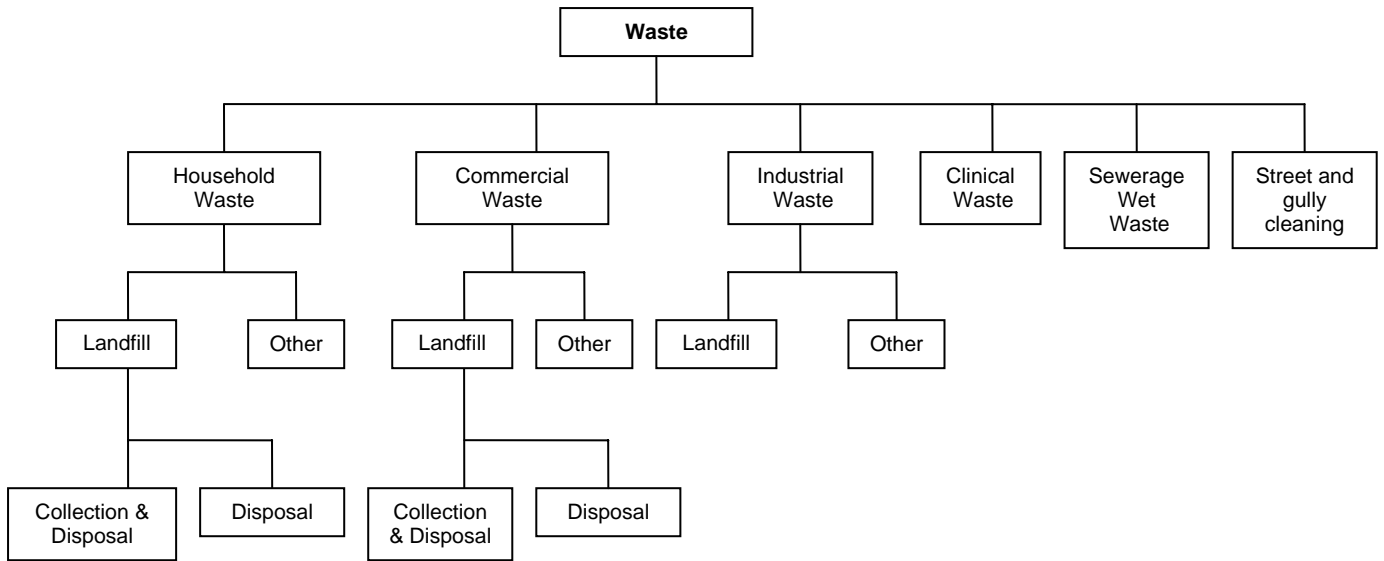 Waste
Household
Waste
Commercial
Waste
Industrial
Waste
Clinical
Waste
Sewerage
Wet
Waste
Street and
gully
cleaning
Landfill
Other
Landfill
Other
Landfill
Other
Collection &
Disposal
Disposal
Collection
& Disposal
Disposal